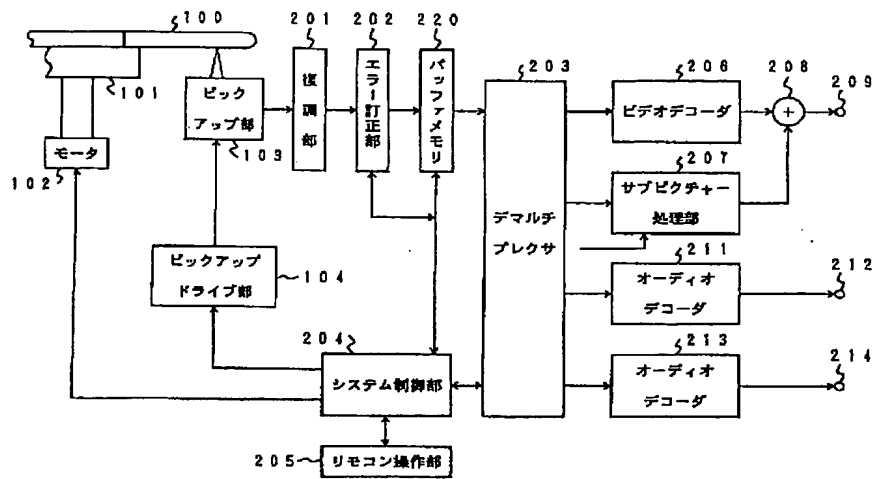 100
201
202
220
203
206
208
209
101
ピック
アップ部
103
復調部
エラー訂正部
バッファメモリ
ビデオデコーダ
+
モータ
102
207
サブピクチャー
処理部
デマルチ
プレクサ
ピックアップ
ドライブ部
104
211
オーディオ
デコーダ
212
204
システム制御部
213
オーディオ
デコーダ
214
205
リモコン操作部